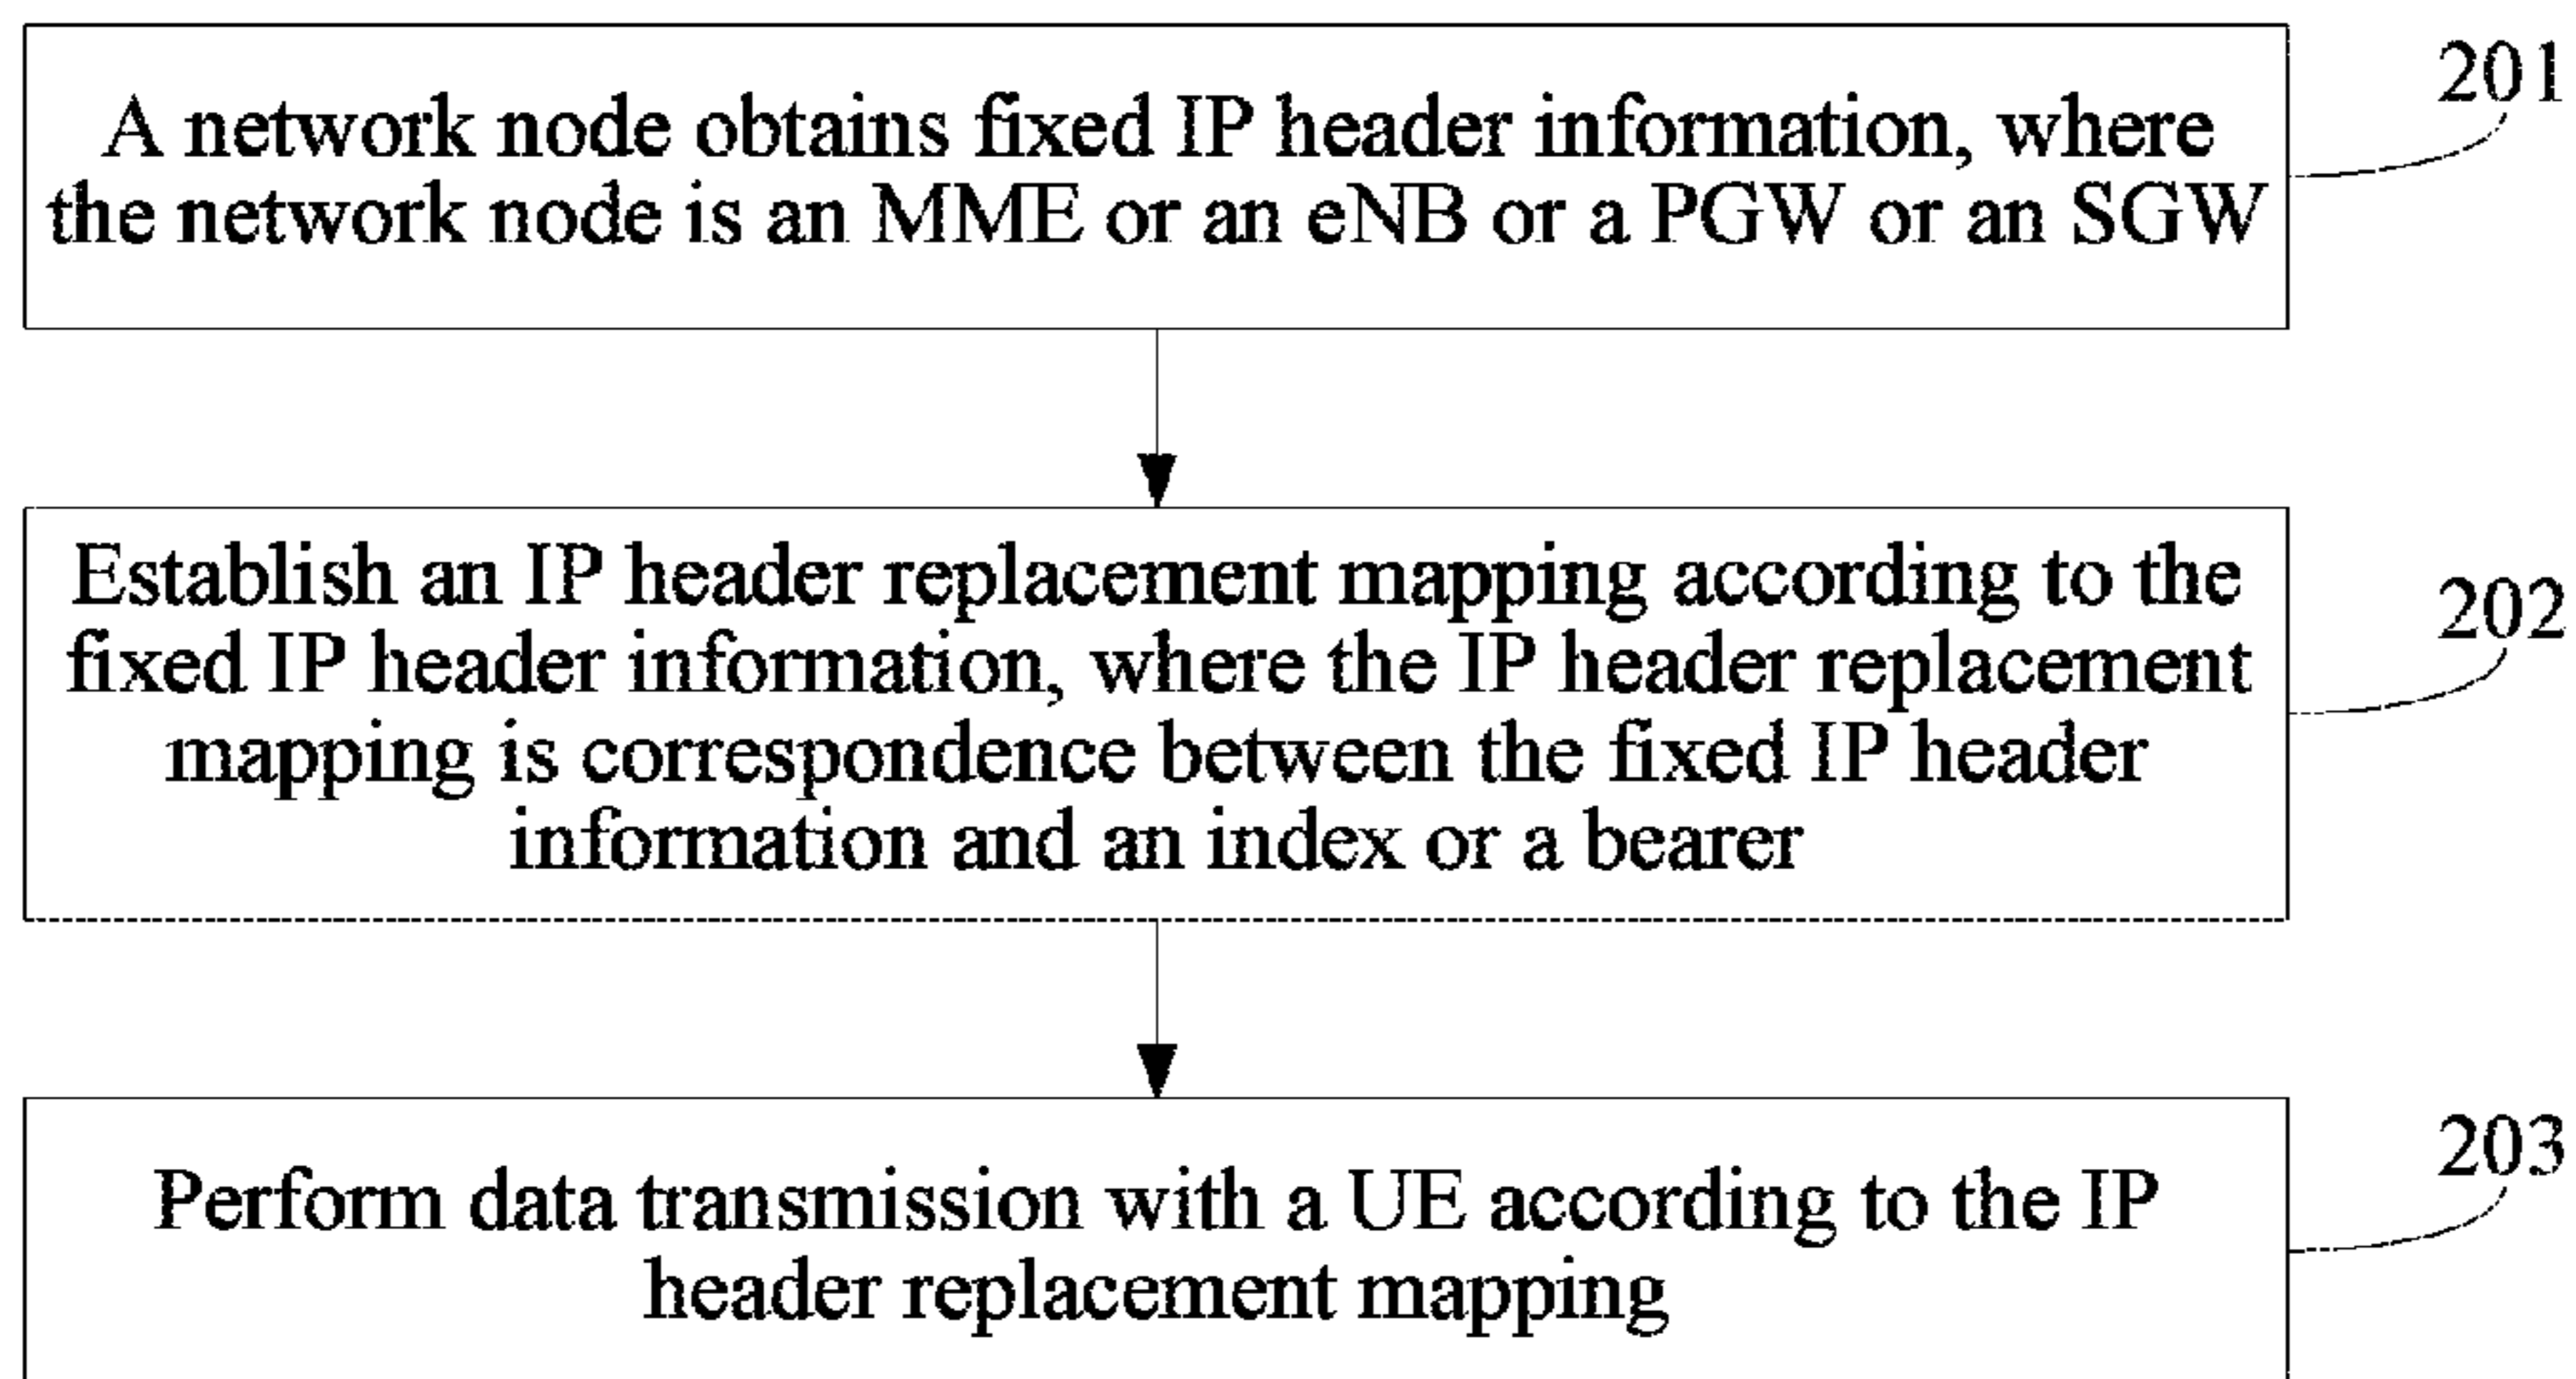 A network node obtains fixed IP header information, where
the network node is an MME or an eNB or a PGW or an SGW
201
Establish an IP header replacement mapping according to the
fixed IP header information, where the IP header replacement
mapping is correspondence between the fixed IP header
information and an index or a bearer
202
Perform data transmission with a UE according to the IP
header replacement mapping
203